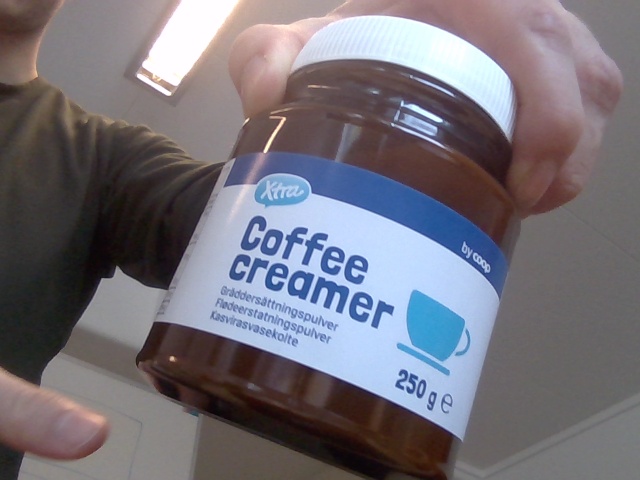 Xtra
by coop
Coffee
creamer
Gräddersättningspulver
Flødeerstatningspulver
Kasvirasvasekoite
250 g e